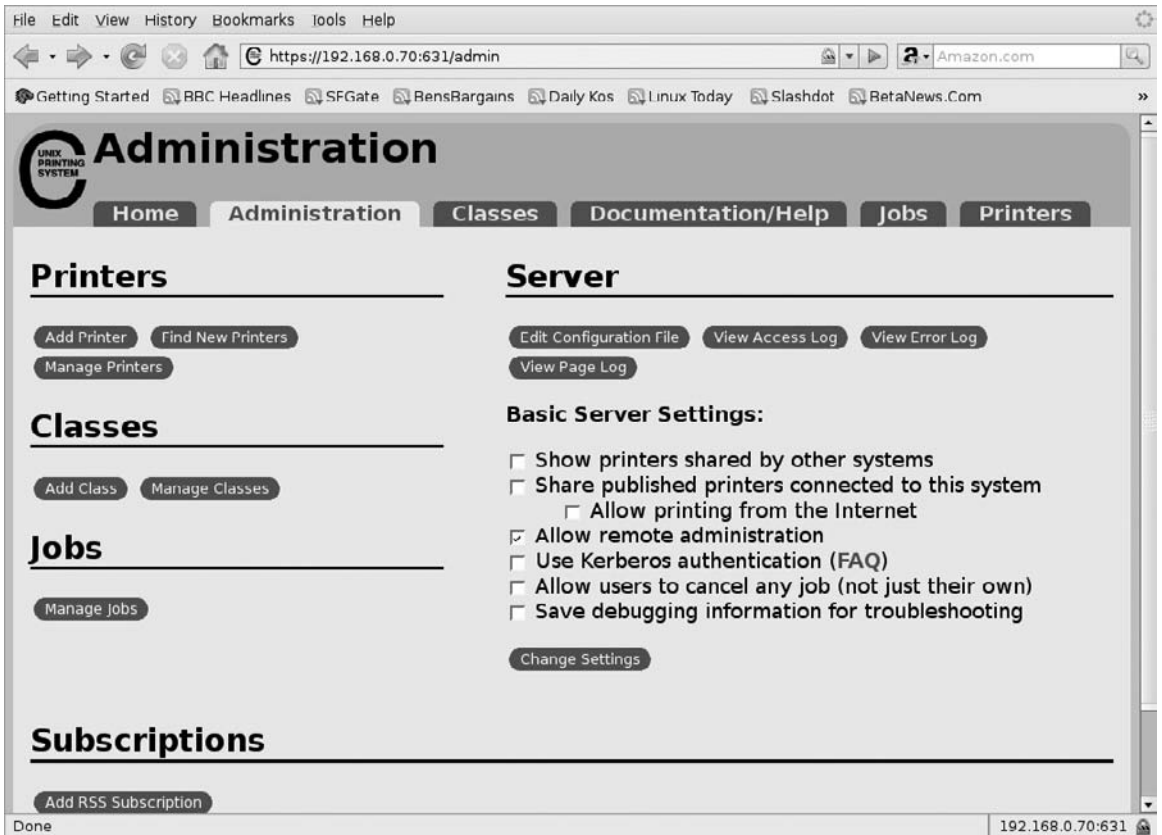 File Edit View History Bookmarks Tools Help
https://192.168.0.70:631/admin
a Amazon.com
Getting Started BBC Headlines SFGate BensBargains Daily Kos Linux Today Slashdot BetaNews.Com »
UNIX
PRINTING
SYSTEM
Administration
Home Administration Classes Documentation/Help Jobs Printers
Printers
Add Printer Find New Printers
Manage Printers
Classes
Add Class Manage Classes
Jobs
Manage Jobs
Server
Edit Configuration File View Access Log View Error Log
View Page Log
Basic Server Settings:
Show printers shared by other systems
Share published printers connected to this system
Allow printing from the Internet
Allow remote administration
Use Kerberos authentication (FAQ)
Allow users to cancel any job (not just their own)
Save debugging information for troubleshooting
Change Settings
Subscriptions
Add RSS Subscription
Done 192.168.0.70:631